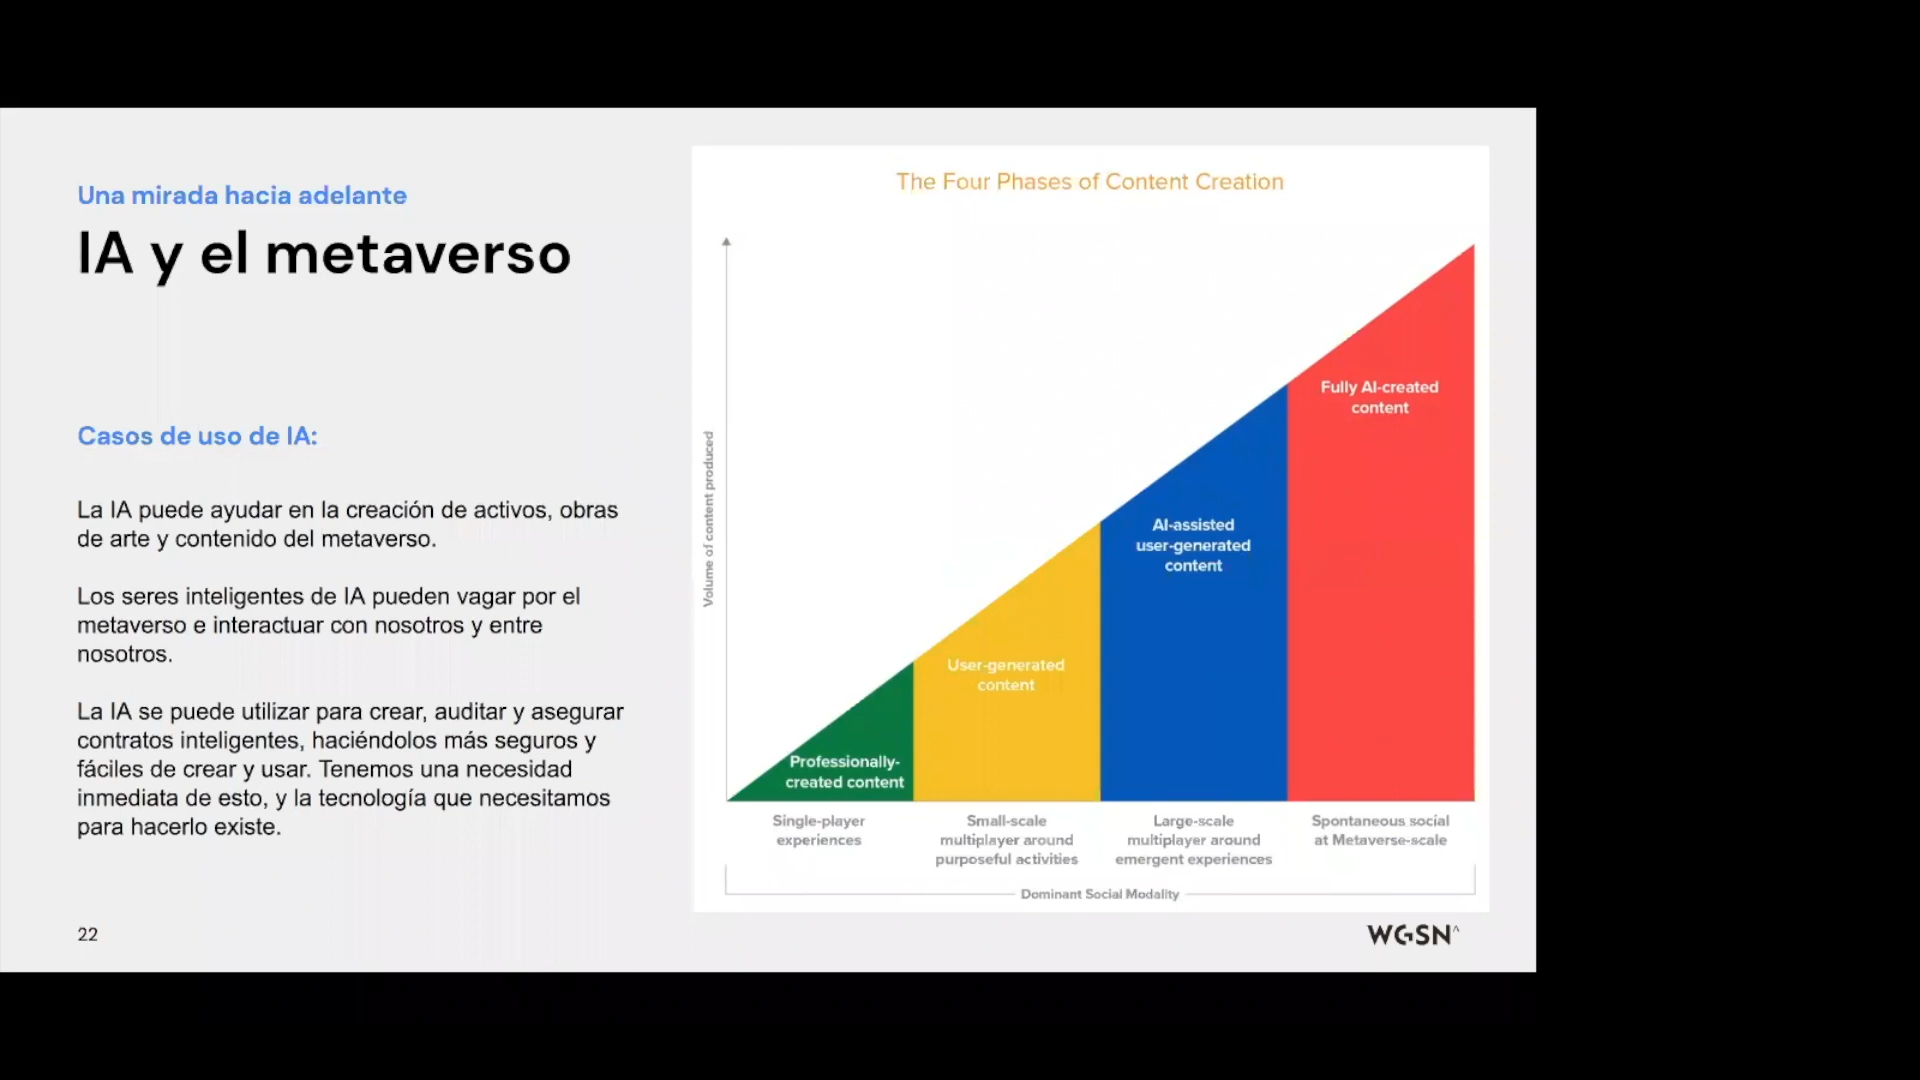 Una mirada hacia adelante
IA y el metaverso
Casos de uso de IA:
La IA puede ayudar en la creación de activos, obras
de arte y contenido del metaverso.
Los seres inteligentes de IA pueden vagar por el
metaverso e interactuar con nosotros y entre
nosotros.
La IA se puede utilizar para crear, auditar y asegurar
contratos inteligentes, haciéndolos más seguros y
fáciles de crear y usar. Tenemos una necesidad
inmediata de esto, y la tecnología que necesitamos
para hacerlo existe.
22
The Four Phases of Content Creation
Volume of content produced
Professionally-
created content
User-generated
content
AI-assisted
user-generated
content
Fully AI-created
content
Single-player
experiences
Small-scale
multiplayer around
purposeful activities
Large-scale
multiplayer around
emergent experiences
Spontaneous social
at Metaverse-scale
Dominant Social Modality
WGSN^